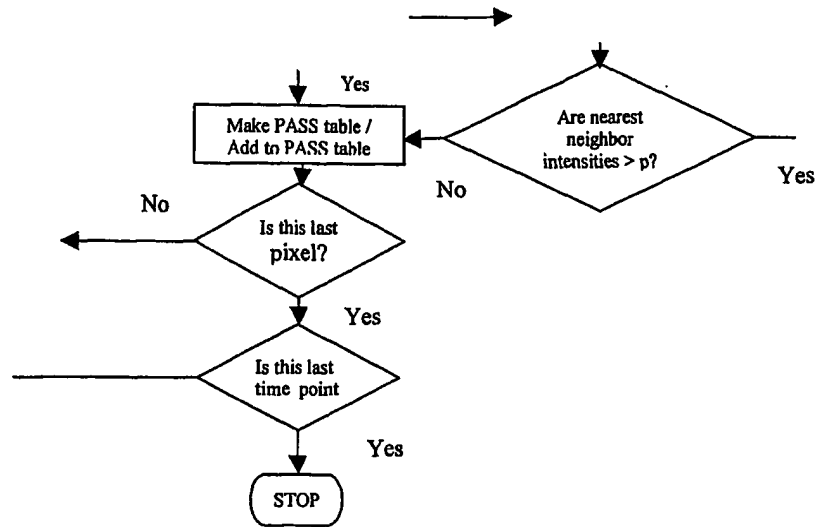 Yes
Make PASS table /
Add to PASS table
Are nearest
neighbor
intensities > p?
No
Yes
No
Is this last
pixel?
Yes
Is this last
time point
Yes
STOP